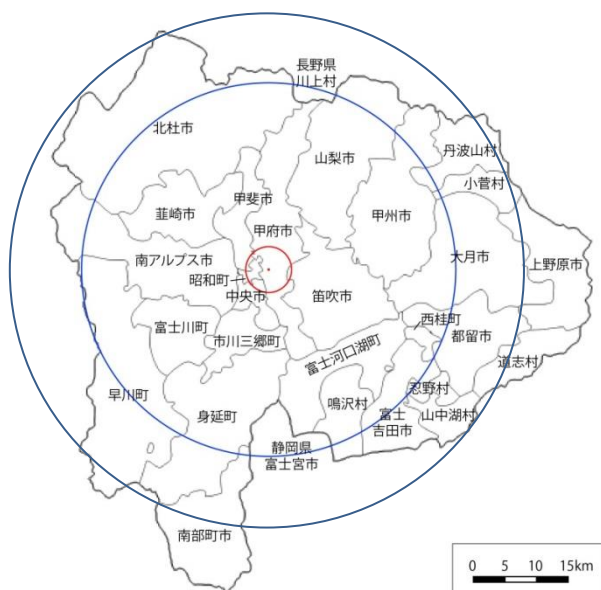 長野県
川上村
北杜市
丹波山村
山梨市
小菅村
甲斐市
韮崎市
甲州市
甲府市
南アルプス市
大月市
上野原市
昭和町
笛吹市
中央市
西桂町
富士川町
市川三郷町
都留市
富士河口湖町
道志村
早川町
忍野村
鳴沢村
身延町
富士
吉田市
山中湖村
静岡県
富士宮市
南部町市
0 5 10 15km